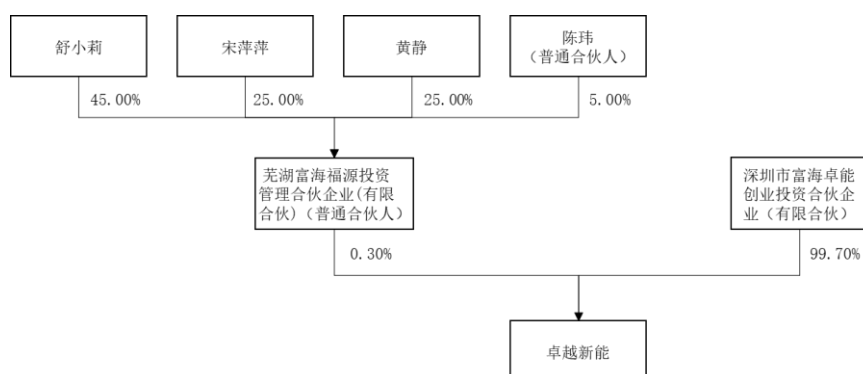 舒小莉
宋萍萍
黄静
陈玮
（普通合伙人）
45.00%
25.00%
25.00%
5.00%
芜湖富海福源投资
管理合伙企业(有限
合伙)（普通合伙人）
深圳市富海卓能
创业投资合伙企
业（有限合伙）
0.30%
99.70%
卓越新能